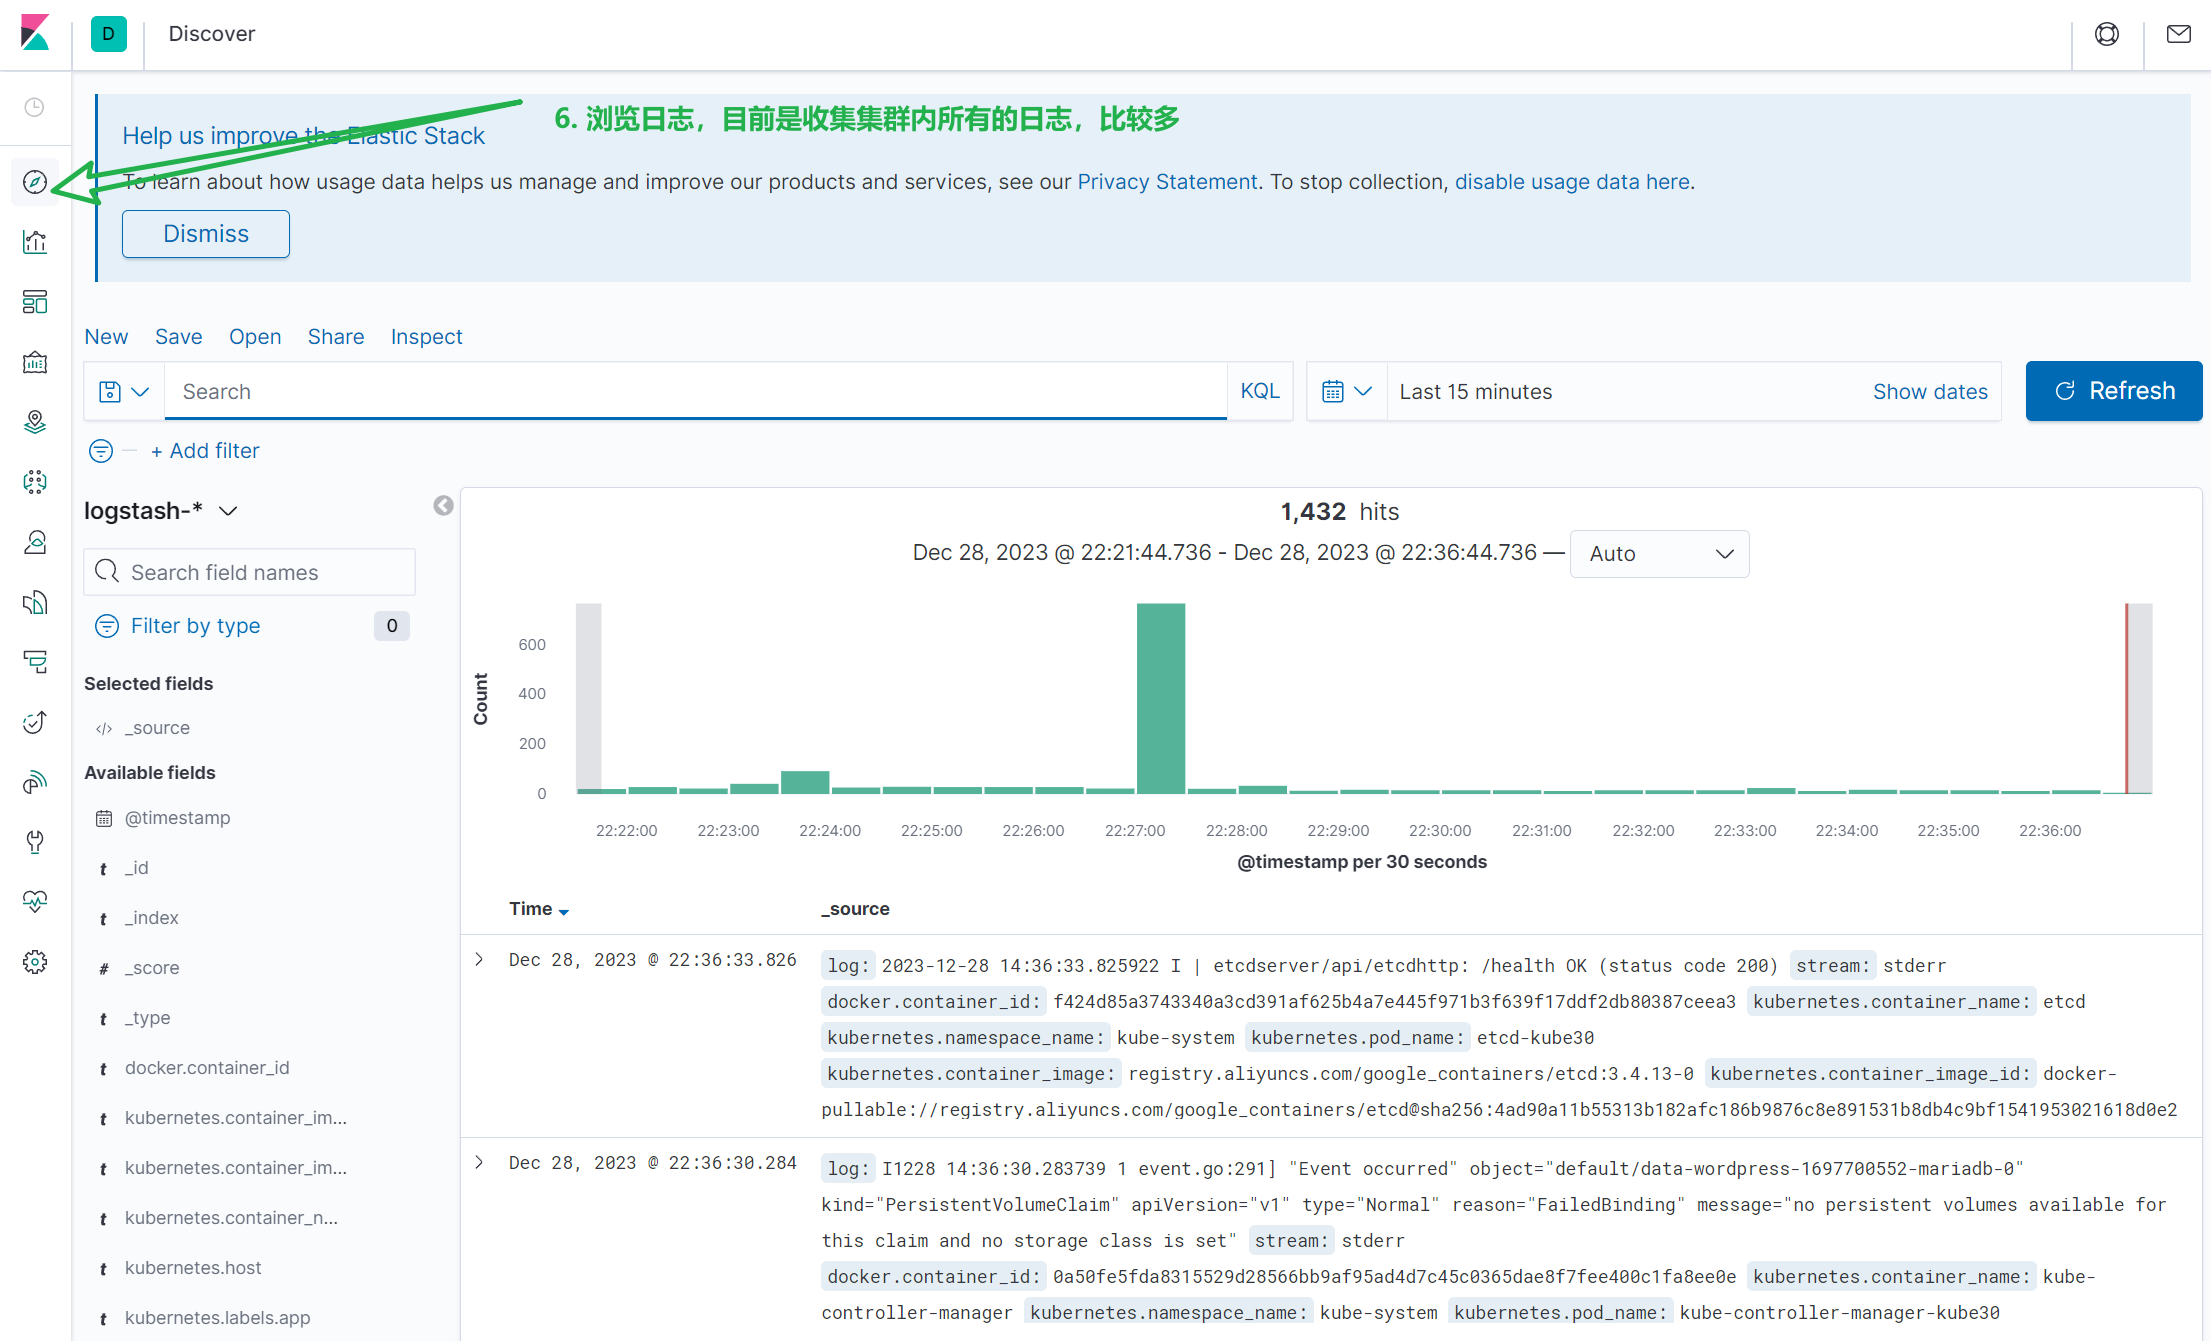 D
Discover
6. 浏览日志，目前是收集集群内所有的日志，比较多
Help us improve the Elastic Stack
To learn about how usage data helps us manage and improve our products and services, see our Privacy Statement. To stop collection, disable usage data here.
Dismiss
New Save Open Share Inspect
Search KQL Last 15 minutes Show dates Refresh
+ Add filter
logstash-*
Search field names
Filter by type 0
Selected fields
_source
Available fields
@timestamp
t _id
t _index
# _score
t _type
t docker.container_id
t kubernetes.container_im...
t kubernetes.container_im...
t kubernetes.container_n...
t kubernetes.host
t kubernetes.labels.app
1,432 hits
Dec 28, 2023 @ 22:21:44.736 - Dec 28, 2023 @ 22:36:44.736 — Auto
Count
600
400
200
0
22:22:00 22:23:00 22:24:00 22:25:00 22:26:00 22:27:00 22:28:00 22:29:00 22:30:00 22:31:00 22:32:00 22:33:00 22:34:00 22:35:00 22:36:00
@timestamp per 30 seconds
Time _source
Dec 28, 2023 @ 22:36:33.826 log: 2023-12-28 14:36:33.825922 I | etcdserver/api/etcdhttp: /health OK (status code 200) stream: stderr
docker.container_id: f424d85a3743340a3cd391af625b4a7e445f971b3f639f17ddf2db80387ceea3 kubernetes.container_name: etcd
kubernetes.namespace_name: kube-system kubernetes.pod_name: etcd-kube30
kubernetes.container_image: registry.aliyuncs.com/google_containers/etcd:3.4.13-0 kubernetes.container_image_id: docker-
pullable://registry.aliyuncs.com/google_containers/etcd@sha256:4ad90a11b55313b182afc186b9876c8e891531b8db4c9bf1541953021618d0e2
Dec 28, 2023 @ 22:36:30.284 log: I1228 14:36:30.283739 1 event.go:291] "Event occurred" object="default/data-wordpress-1697700552-mariadb-0"
kind="PersistentVolumeClaim" apiVersion="v1" type="Normal" reason="FailedBinding" message="no persistent volumes available for
this claim and no storage class is set" stream: stderr
docker.container_id: 0a50fe5fda8315529d28566bb9af95ad4d7c45c0365dae8f7fee400c1fa8ee0e kubernetes.container_name: kube-
controller-manager kubernetes.namespace_name: kube-system kubernetes.pod_name: kube-controller-manager-kube30